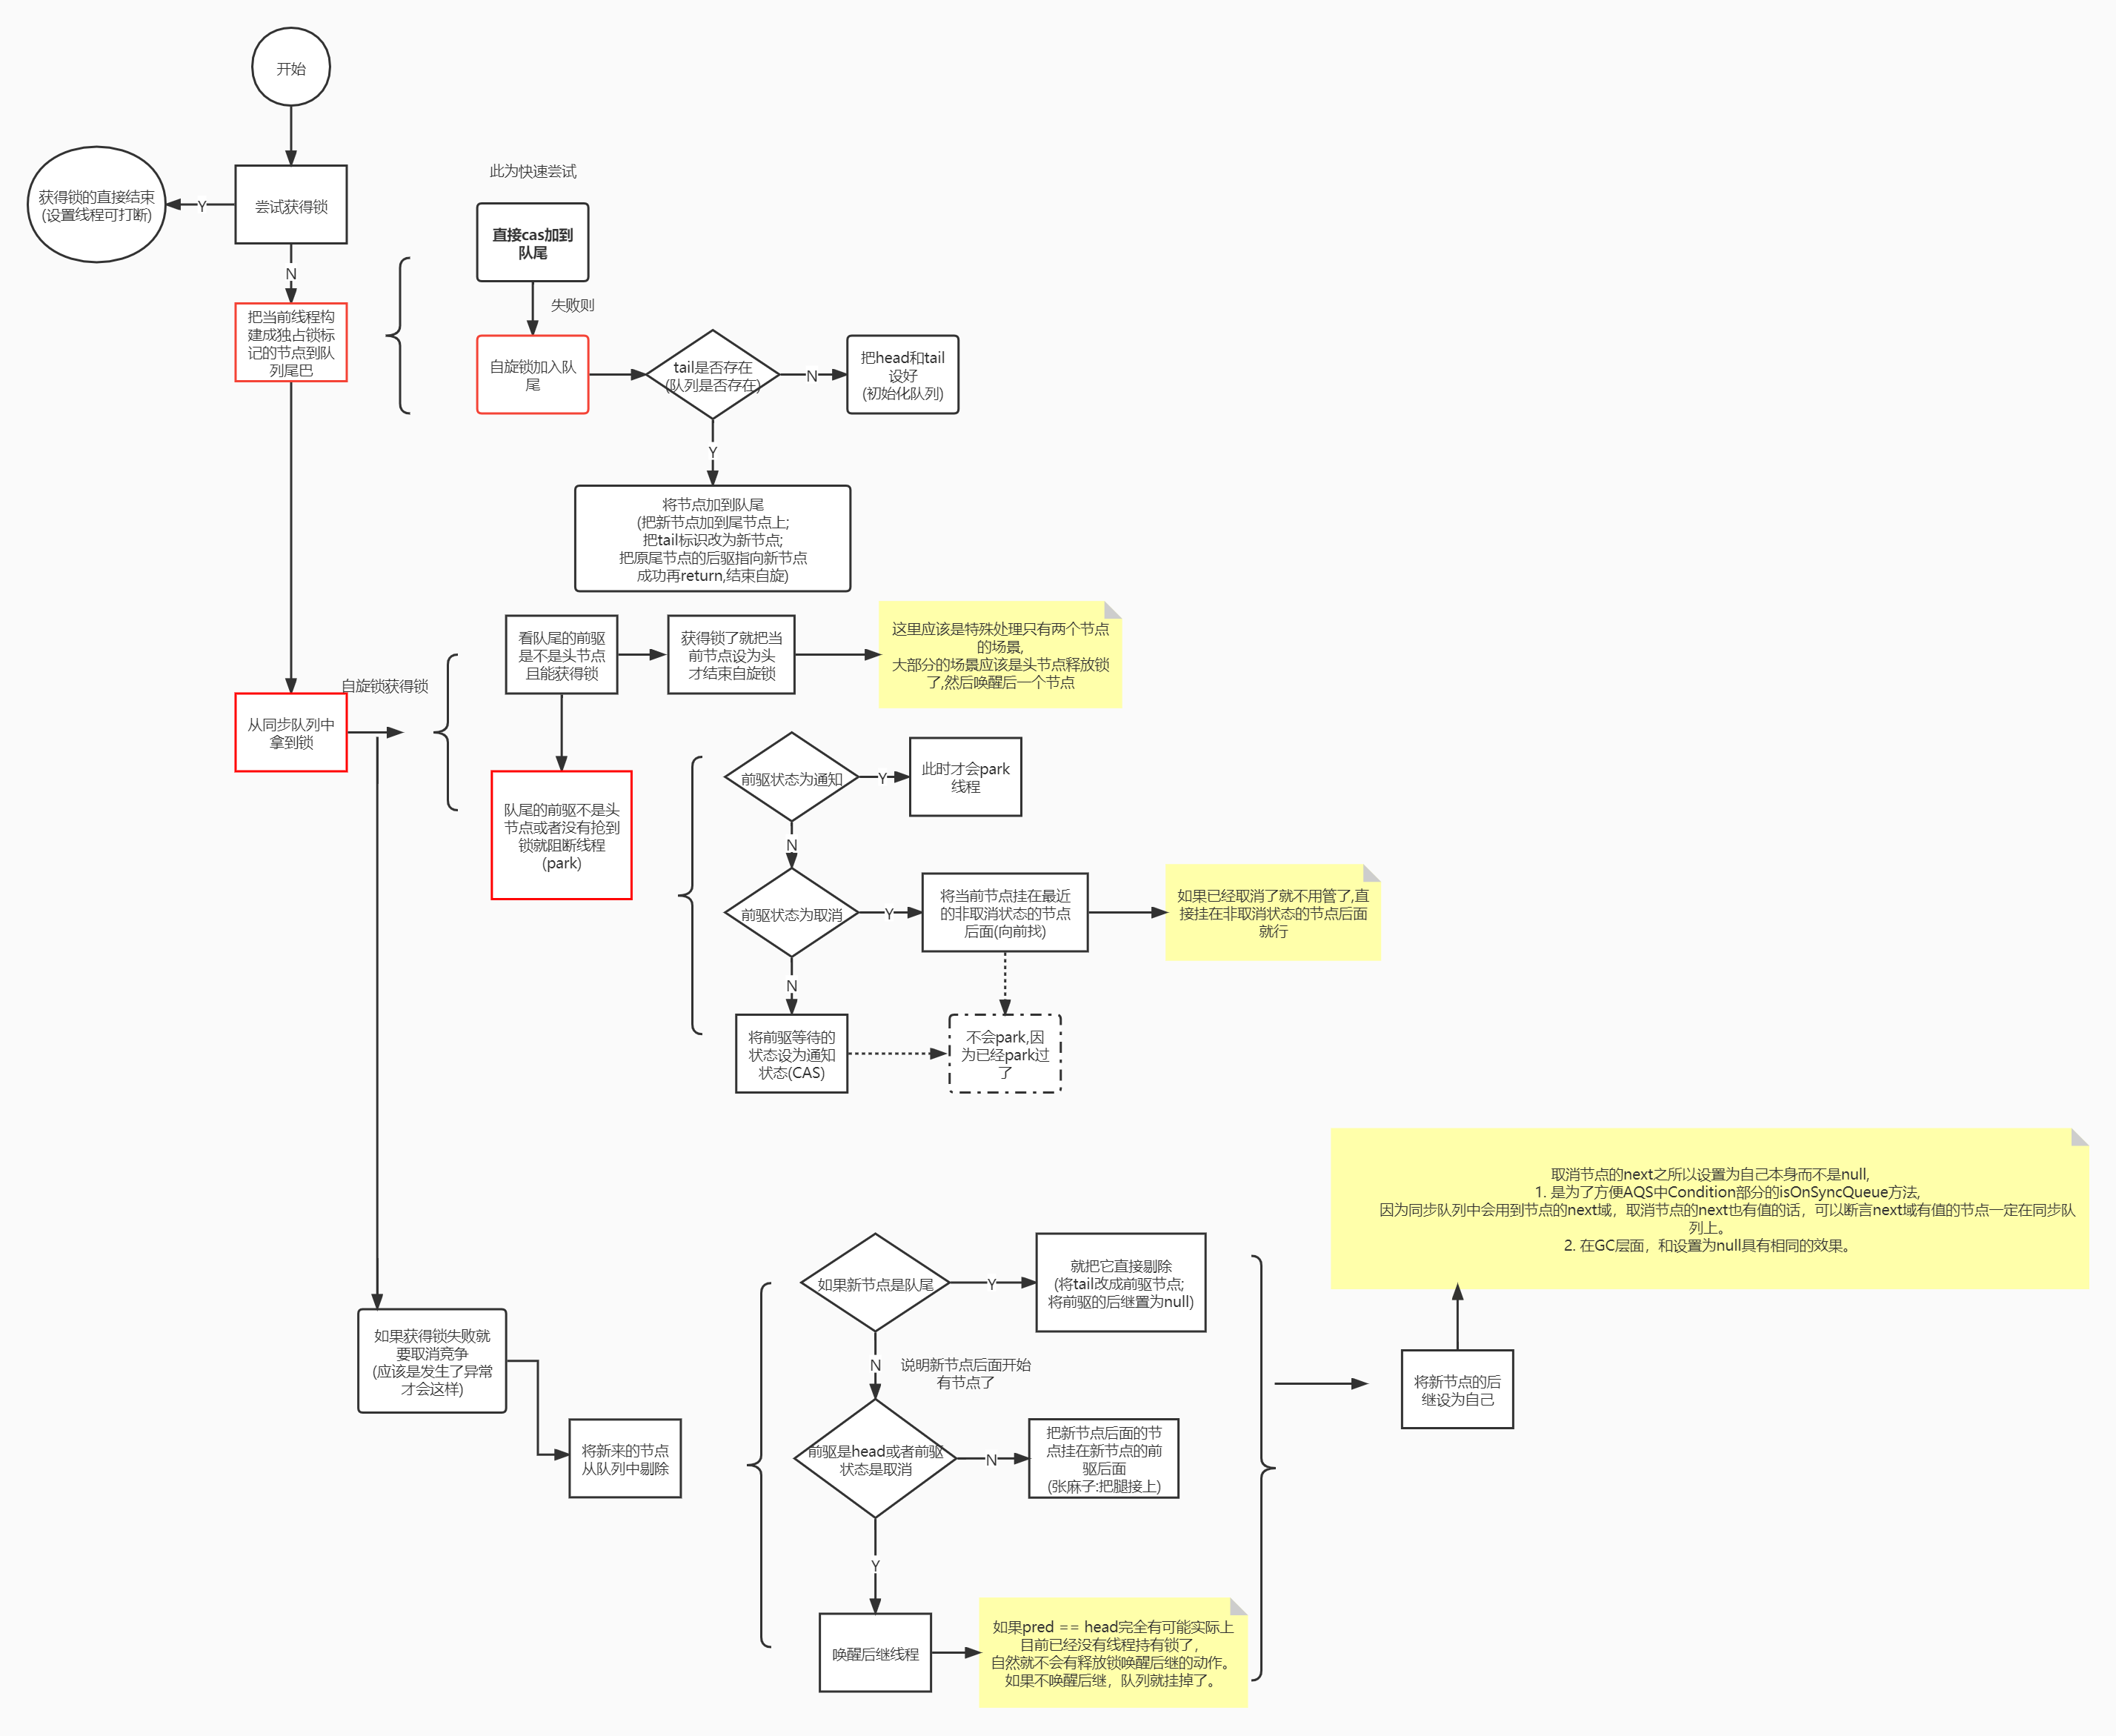 开始
获得锁的直接结束
(设置线程可打断)
Y
尝试获得锁
N
把当前线程构
建成独占锁标
记的节点到队
列尾巴
此为快速尝试
直接cas加到
队尾
失败则
自旋锁加入队
尾
tail是否存在
(队列是否存在)
N
把head和tail
设好
(初始化队列)
Y
将节点加到队尾
(把新节点加到尾节点上;
把tail标识改为新节点;
把原尾节点的后驱指向新节点
成功再return,结束自旋)
从同步队列中
拿到锁
自旋锁获得锁
看队尾的前驱
是不是头节点
且能获得锁
获得锁了就把当
前节点设为头
才结束自旋锁
这里应该是特殊处理只有两个节点
的场景,
大部分的场景应该是头节点释放锁
了,然后唤醒后一个节点
队尾的前驱不是头
节点或者没有抢到
锁就阻断线程
(park)
前驱状态为通知
Y
此时才会park
线程
N
前驱状态为取消
Y
将当前节点挂在最近
的非取消状态的节点
后面(向前找)
如果已经取消了就不用管了,直
接挂在非取消状态的节点后面
就行
N
将前驱等待的
状态设为通知
状态(CAS)
不会park,因
为已经park过
了
如果获得锁失败就
要取消竞争
(应该是发生了异常
才会这样)
将新来的节点
从队列中剔除
如果新节点是队尾
Y
就把它直接剔除
(将tail改成前驱节点;
将前驱的后继置为null)
N
说明新节点后面开始
有节点了
前驱是head或者前驱
状态是取消
N
把新节点后面的节
点挂在新节点的前
驱后面
(张麻子:把腿接上)
Y
唤醒后继线程
如果pred == head完全有可能实际上
目前已经没有线程持有锁了,
自然就不会有释放锁唤醒后继的动作。
如果不唤醒后继，队列就挂掉了。
将新节点的后
继设为自己
取消节点的next之所以设置为自己本身而不是null,
1. 是为了方便AQS中Condition部分的isOnSyncQueue方法,
因为同步队列中会用到节点的next域，取消节点的next也有值的话，可以断言next域有值的节点一定在同步队
列上。
2. 在GC层面，和设置为null具有相同的效果。